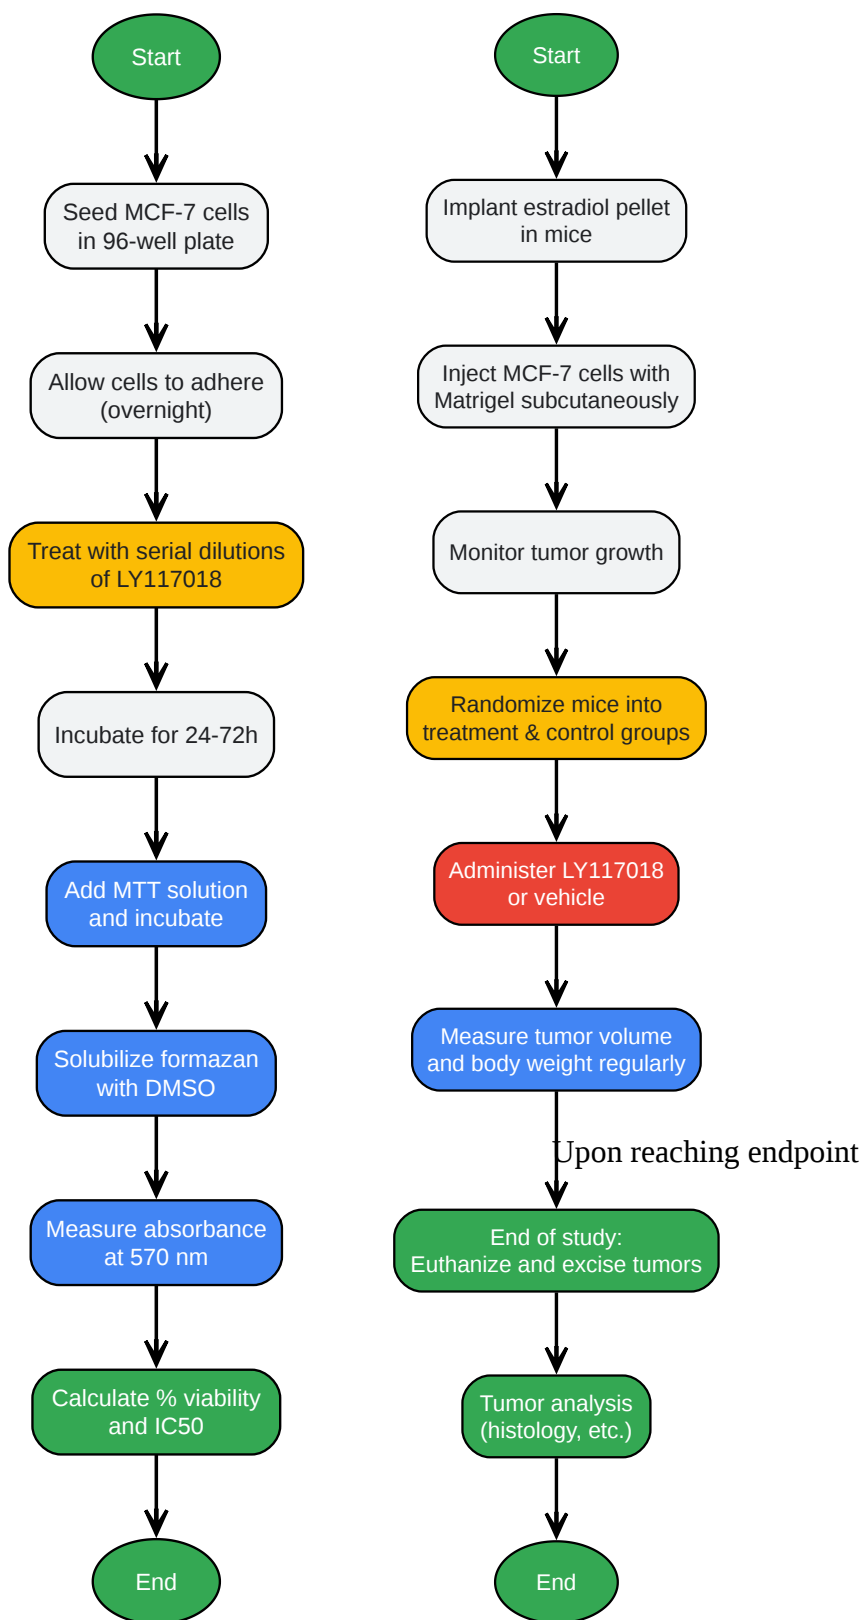 Start
Seed MCF-7 cells
in 96-well plate
Allow cells to adhere
(overnight)
Treat with serial dilutions
of LY117018
Incubate for 24-72h
Add MTT solution
and incubate
Solubilize formazan
with DMSO
Measure absorbance
at 570 nm
Calculate % viability
and IC50
End
Start
Implant estradiol pellet
in mice
Inject MCF-7 cells with
Matrigel subcutaneously
Monitor tumor growth
Randomize mice into
treatment & control groups
Administer LY117018
or vehicle
Measure tumor volume
and body weight regularly
Upon reaching endpoint
End of study:
Euthanize and excise tumors
Tumor analysis
(histology, etc.)
End